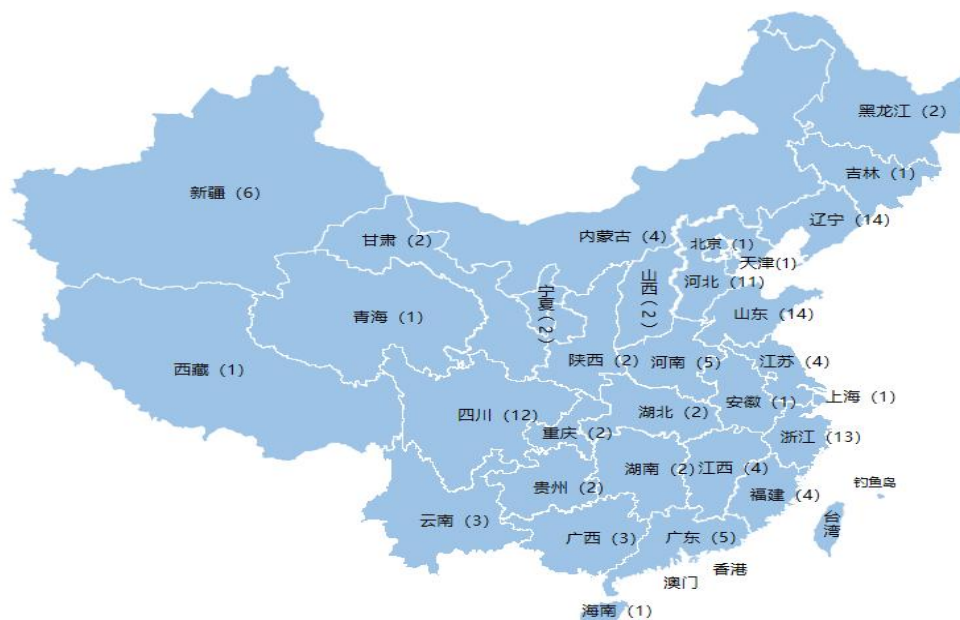 黑龙江（2）
吉林（1）
新疆（6）
辽宁（14）
甘肃（2）
内蒙古（4）
北京（1）
天津(1)
山西（2）
河北（11）
宁夏（2）
青海（1）
山东（14）
西藏（1）
陕西（2）
河南（5）
江苏（4）
上海（1）
四川（12）
湖北（2）
安徽（1）
重庆（2）
浙江（13）
湖南（2）
江西（4）
贵州（2）
福建（4）
钓鱼岛
云南（3）
广西（3）
广东（5）
台湾
香港
澳门
海南（1）